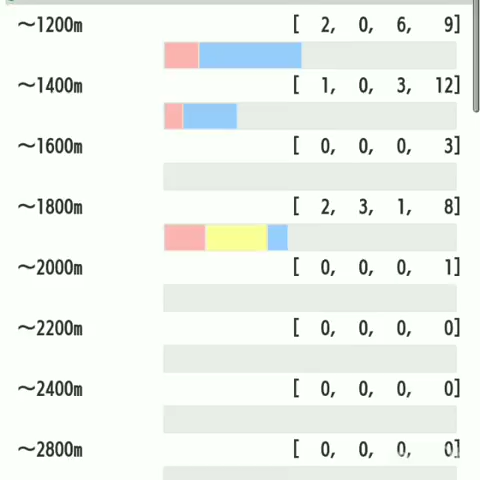 ～1200m [ 2, 0, 6, 9]
～1400m [ 1, 0, 3, 12]
～1600m [ 0, 0, 0, 3]
～1800m [ 2, 3, 1, 8]
～2000m [ 0, 0, 0, 1]
～2200m [ 0, 0, 0, 0]
～2400m [ 0, 0, 0, 0]
～2800m [ 0, 0, 0, 0]